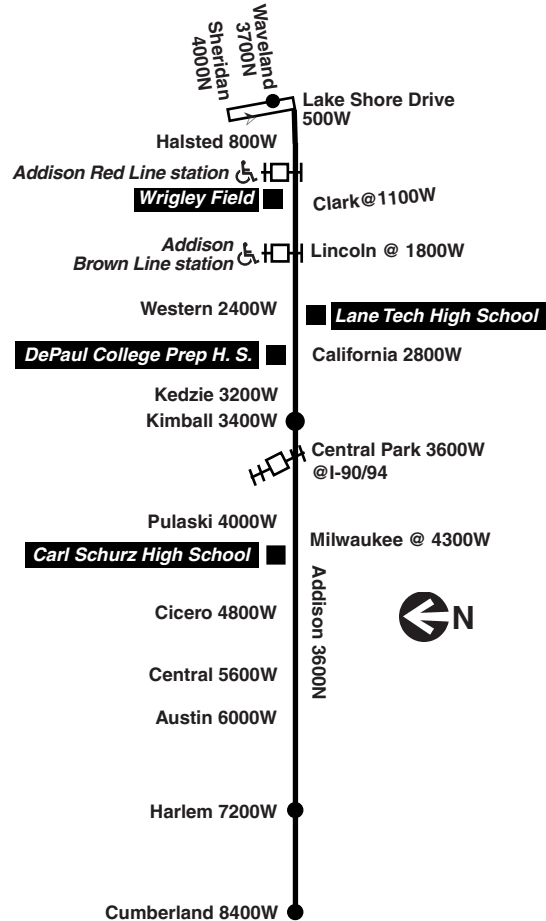 Waveland
3700N
Sheridan
4000N
Lake Shore Drive
500W
Halsted 800W
Addison Red Line station
Wrigley Field
Clark@1100W
Addison
Brown Line station
Lincoln @ 1800W
Western 2400W
Lane Tech High School
DePaul College Prep H. S.
California 2800W
Kedzie 3200W
Kimball 3400W
Central Park 3600W
@I-90/94
Pulaski 4000W
Milwaukee @ 4300W
Carl Schurz High School
Addison 3600N
Cicero 4800W
N
Central 5600W
Austin 6000W
Harlem 7200W
Cumberland 8400W